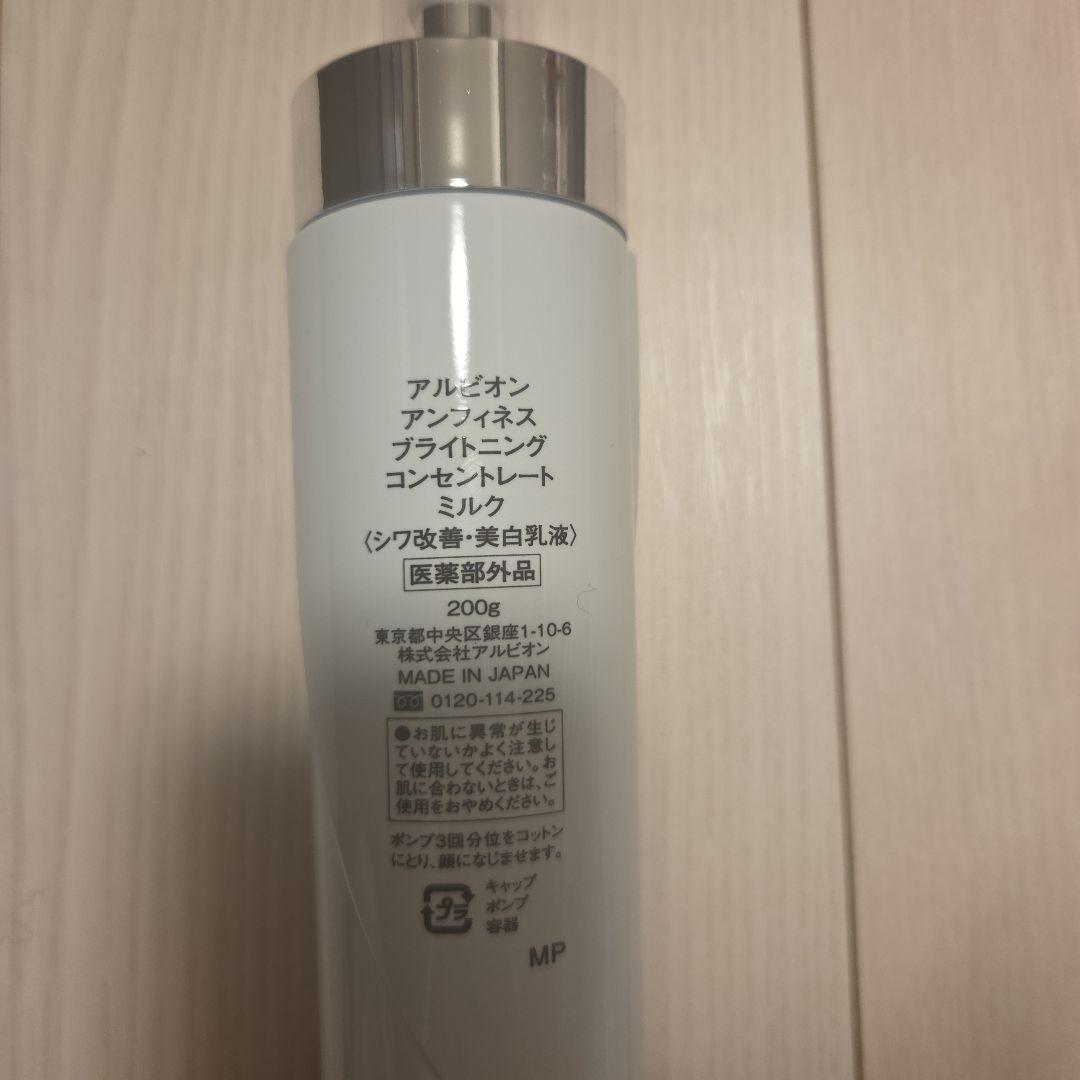 アルビオン
アンフィネス
ブライトニング
コンセントレート
ミルク
〈シワ改善・美白乳液〉
医薬部外品
200g
東京都中央区銀座1-10-6
株式会社アルビオン
MADE IN JAPAN
0120-114-225
●お肌に異常が生じ
ていないかよく注意し
て使用してください。お
肌に合わないときは、ご
使用をおやめください。
ポンプ3回分位をコットン
にとり、顔になじませます。
プラ
キャップ
ポンプ
容器
MP